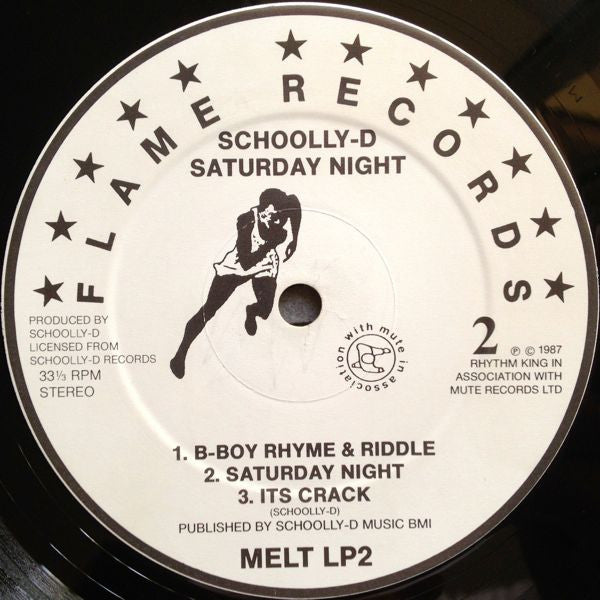 FLAME RECORDS
SCHOOLLY-D
SATURDAY NIGHT
PRODUCED BY
SCHOOLLY-D
LICENSED FROM
SCHOOLLY-D RECORDS
33⅓ RPM
STEREO
in association with mute
2
℗ © 1987
RHYTHM KING IN
ASSOCIATION WITH
MUTE RECORDS LTD
1. B-BOY RHYME & RIDDLE
2. SATURDAY NIGHT
3. ITS CRACK
(SCHOOLLY-D)
PUBLISHED BY SCHOOLLY-D MUSIC BMI
MELT LP2